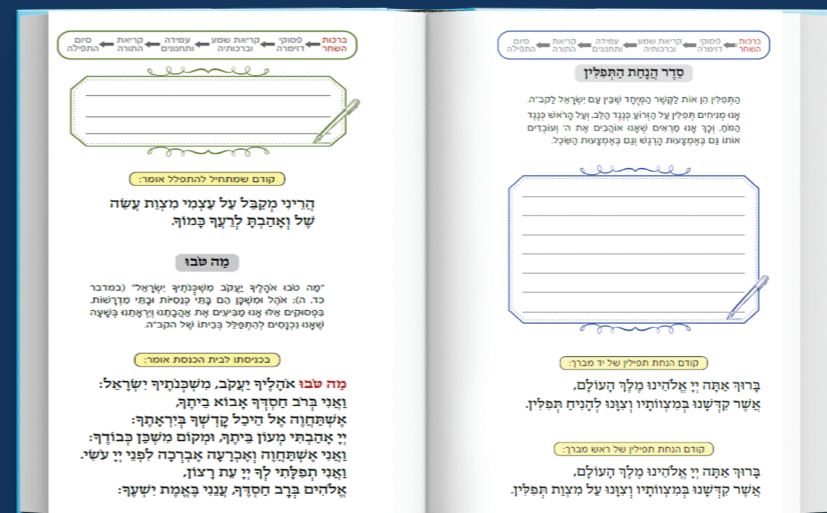 ברכות השחר
פסוקי דזימרה
קריאת שמע וברכותיה
עמידה ותחנונים
קריאת התורה
סיום התפילה
סֵדֶר הֲנָחַת הַתְּפִלִּין
הַתְּפִלִּין הֵן אוֹת לַקֶּשֶׁר הַמְּיֻחָד שֶׁבֵּין עַם יִשְׂרָאֵל לַקב״ה.
אָנוּ מַנִּיחִים תְּפִלִּין עַל הַזְּרוֹעַ כְּנֶגֶד הַלֵּב, וְעַל הָרֹאשׁ כְּנֶגֶד
הַמּוֹחַ, וְכָךְ אָנוּ מַרְאִים שֶׁאָנוּ אוֹהֲבִים אֶת ה׳ וְעוֹבְדִים
אוֹתוֹ גַּם בְּאֶמְצָעוּת הָרֶגֶשׁ וְגַם בְּאֶמְצָעוּת הַשֵּׂכֶל.
קודם הנחת תפילין של יד מברך:
בָּרוּךְ אַתָּה יְיָ אֱלֹהֵינוּ מֶלֶךְ הָעוֹלָם,
אֲשֶׁר קִדְּשָׁנוּ בְּמִצְוֹתָיו וְצִוָּנוּ לְהָנִיחַ תְּפִלִּין.
קודם הנחת תפילין של ראש מברך:
בָּרוּךְ אַתָּה יְיָ אֱלֹהֵינוּ מֶלֶךְ הָעוֹלָם,
אֲשֶׁר קִדְּשָׁנוּ בְּמִצְוֹתָיו וְצִוָּנוּ עַל מִצְוַת תְּפִלִּין.
ברכות השחר
פסוקי דזימרה
קריאת שמע וברכותיה
עמידה ותחנונים
קריאת התורה
סיום התפילה
קודם שמתחיל להתפלל אומר:
הֲרֵינִי מְקַבֵּל עַל עַצְמִי מִצְוַת עֲשֵׂה
שֶׁל וְאָהַבְתָּ לְרֵעֲךָ כָּמוֹךָ.
מַה טֹּבוּ
״מַה טֹּבוּ אֹהָלֶיךָ יַעֲקֹב מִשְׁכְּנֹתֶיךָ יִשְׂרָאֵל״ (במדבר
כד, ה): אֹהֶל וּמִשְׁכָּן הֵם בָּתֵּי כְּנֵסִיּוֹת וּבָתֵּי מִדְרָשׁוֹת.
בַּפְּסוּקִים אֵלּוּ אָנוּ מַבִּיעִים אֶת אַהֲבָתֵנוּ וְיִרְאָתֵנוּ בְּשָׁעָה
שֶׁאָנוּ נִכְנָסִים לְהִתְפַּלֵּל בְּבֵיתוֹ שֶׁל הקב״ה.
בכניסתו לבית הכנסת אומר:
מַה טֹּבוּ אֹהָלֶיךָ יַעֲקֹב, מִשְׁכְּנֹתֶיךָ יִשְׂרָאֵל:
וַאֲנִי בְּרֹב חַסְדְּךָ אָבוֹא בֵיתֶךָ,
אֶשְׁתַּחֲוֶה אֶל הֵיכַל קָדְשְׁךָ בְּיִרְאָתֶךָ:
יְיָ אָהַבְתִּי מְעוֹן בֵּיתֶךָ, וּמְקוֹם מִשְׁכַּן כְּבוֹדֶךָ:
וַאֲנִי אֶשְׁתַּחֲוֶה וְאֶכְרָעָה אֶבְרְכָה לִפְנֵי יְיָ עֹשִׂי.
וַאֲנִי תְפִלָּתִי לְךָ יְיָ עֵת רָצוֹן,
אֱלֹהִים בְּרָב חַסְדֶּךָ, עֲנֵנִי בֶּאֱמֶת יִשְׁעֶךָ: